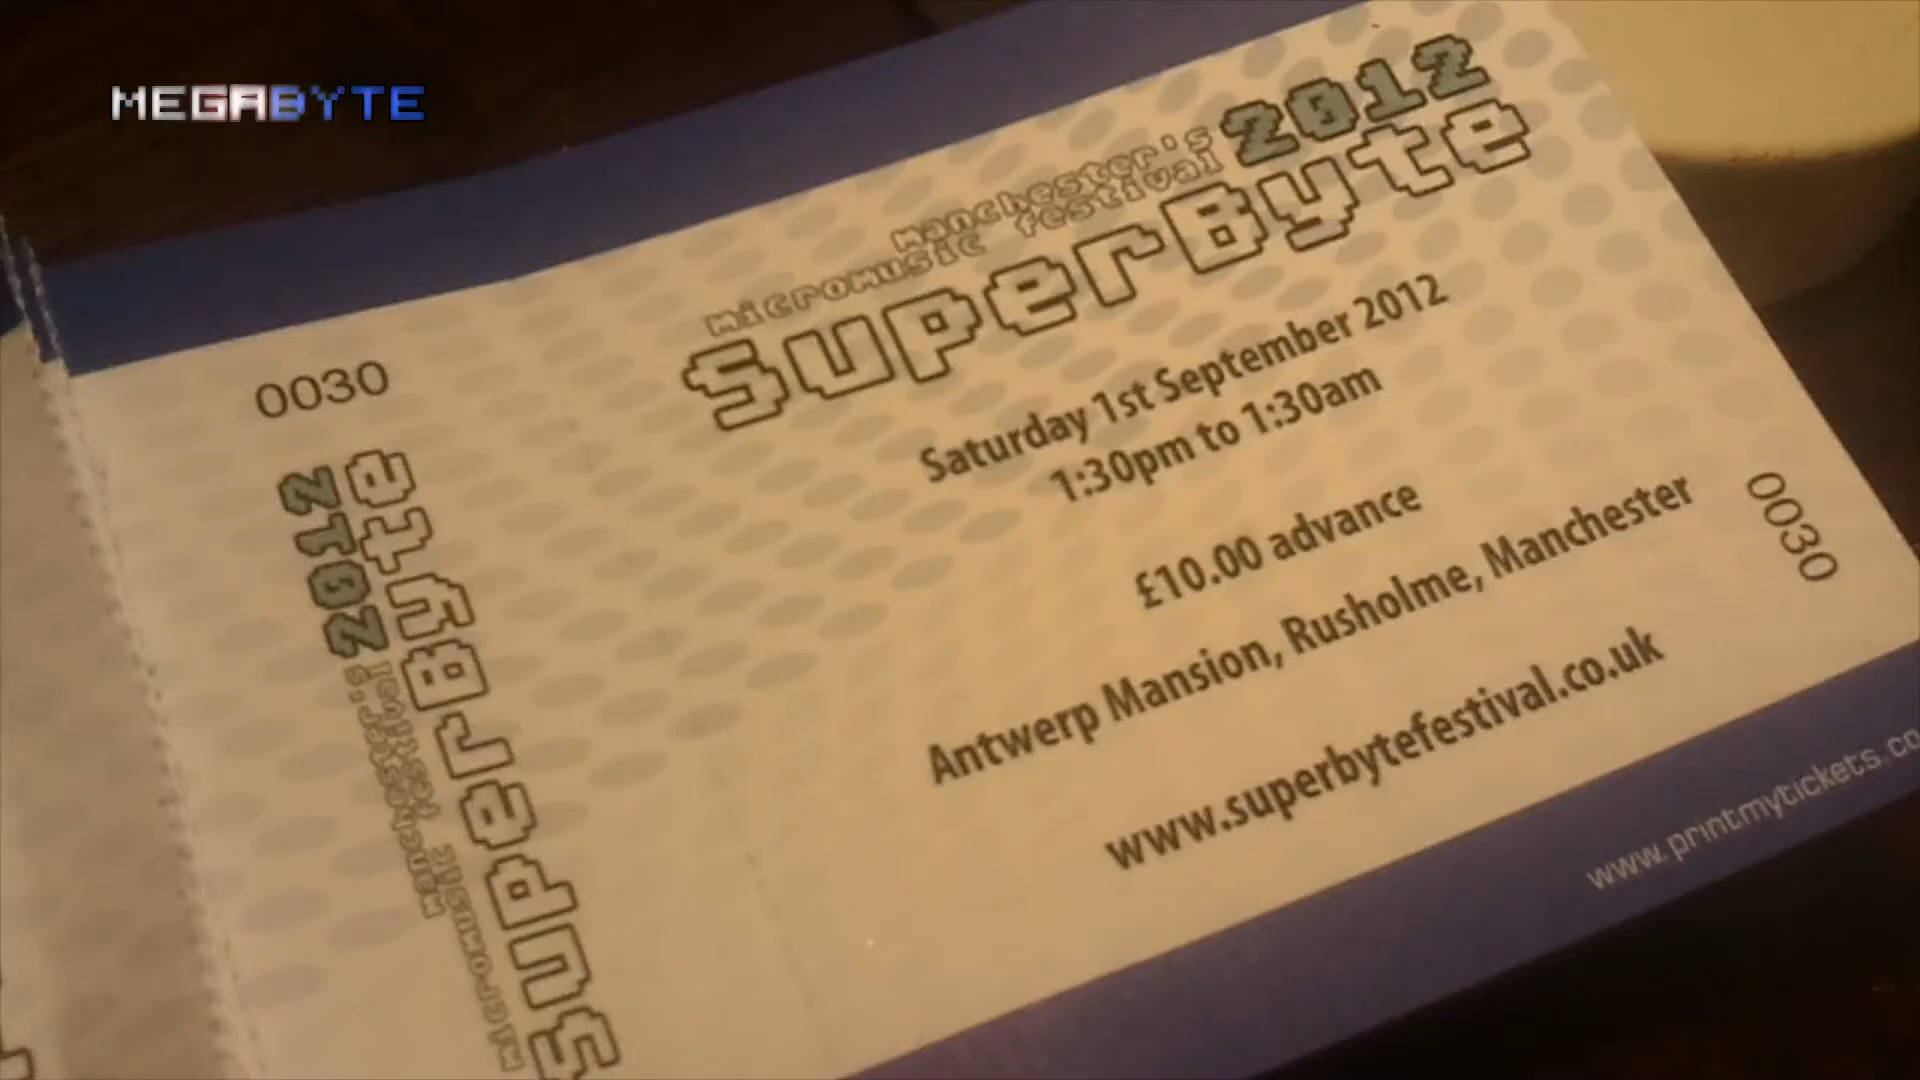 MEGABYTE
0030
2012
SuperByte
Manchester's
micromusic festival
2012
Manchester's
micromusic festival
SuperByte
Saturday 1st September 2012
1:30pm to 1:30am
£10.00 advance
Antwerp Mansion, Rusholme, Manchester
www.superbytefestival.co.uk
0030
www.printmytickets.co